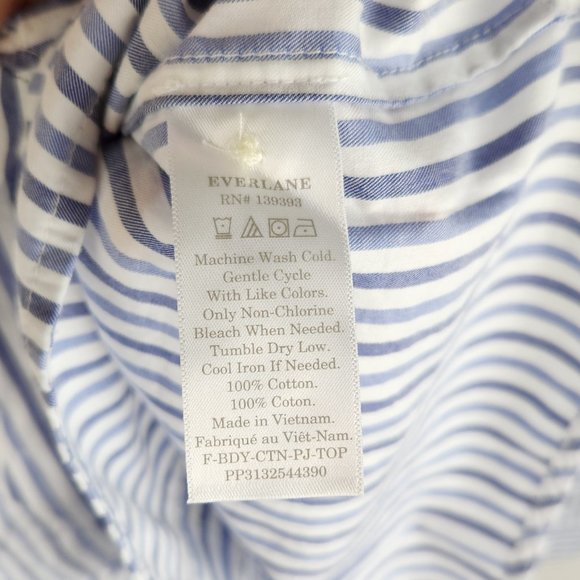 EVERLANE
RN# 139393
Machine Wash Cold.
Gentle Cycle
With Like Colors.
Only Non-Chlorine
Bleach When Needed.
Tumble Dry Low.
Cool Iron If Needed.
100% Cotton.
100% Coton.
Made in Vietnam.
Fabriqué au Viêt-Nam.
F-BDY-CTN-PJ-TOP
PP3132544390